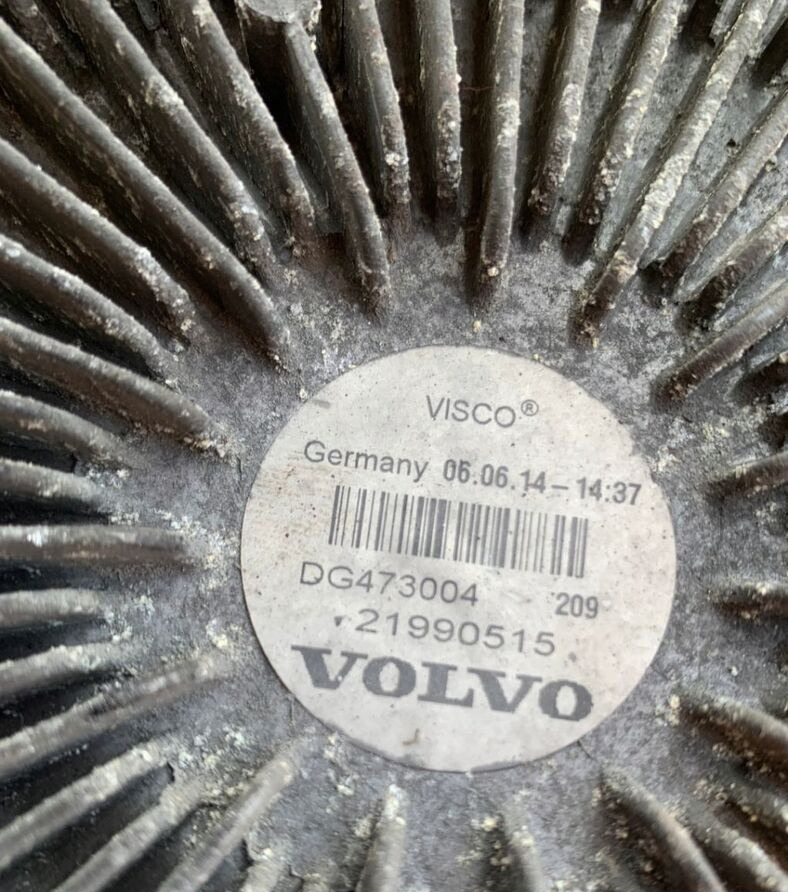 VISCO®
Germany 06.06.14-14:37
DG473004 209
21990515
VOLVO